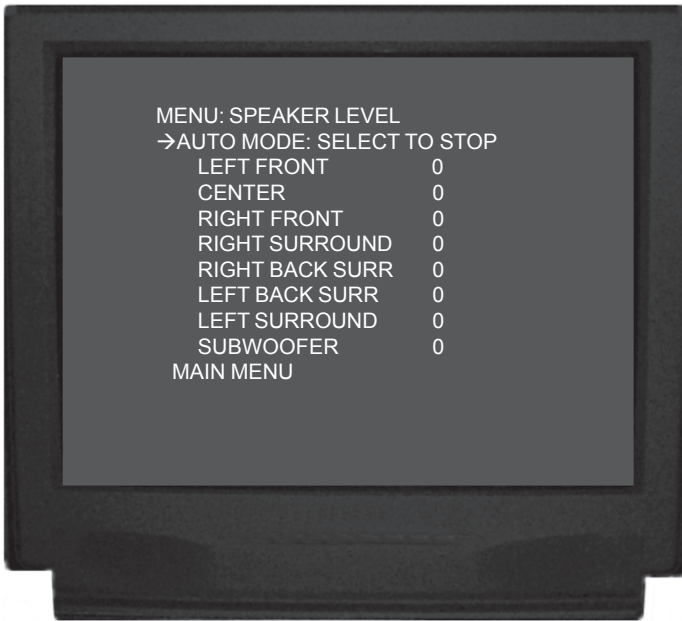 MENU: SPEAKER LEVEL
→AUTO MODE: SELECT TO STOP
LEFT FRONT 0
CENTER 0
RIGHT FRONT 0
RIGHT SURROUND 0
RIGHT BACK SURR 0
LEFT BACK SURR 0
LEFT SURROUND 0
SUBWOOFER 0
MAIN MENU